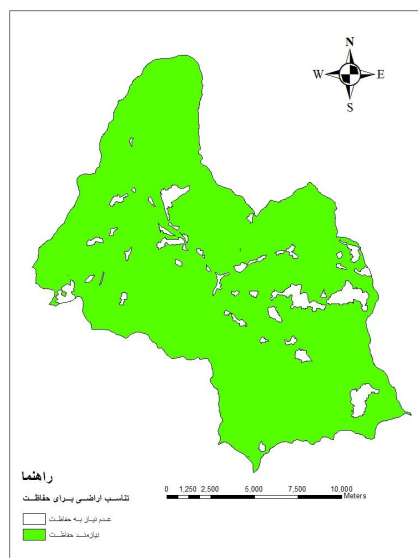 N
W E
S
راهنما
تناسب اراضی برای حفاظت
0 1,250 2,500 5,000 7,500 10,000
Meters
عدم نیاز به حفاظت
نیازمند حفاظت